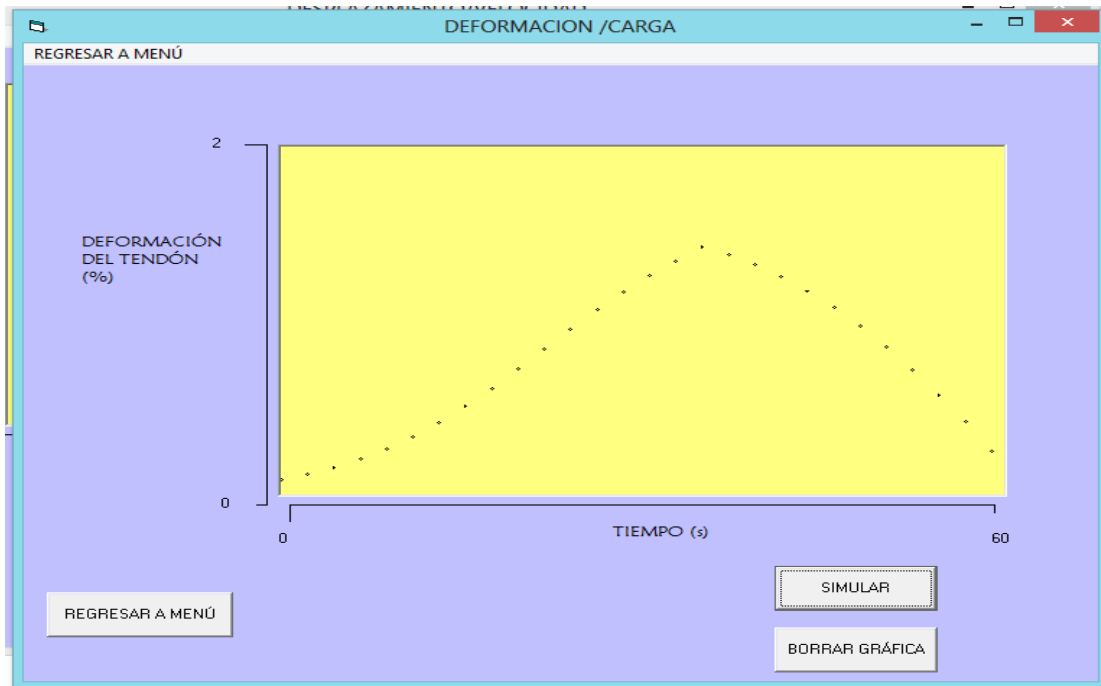 DEFORMACION /CARGA
REGRESAR A MENÚ
2
DEFORMACIÓN
DEL TENDÓN
(%)
0
0
TIEMPO (s)
60
SIMULAR
REGRESAR A MENÚ
BORRAR GRÁFICA